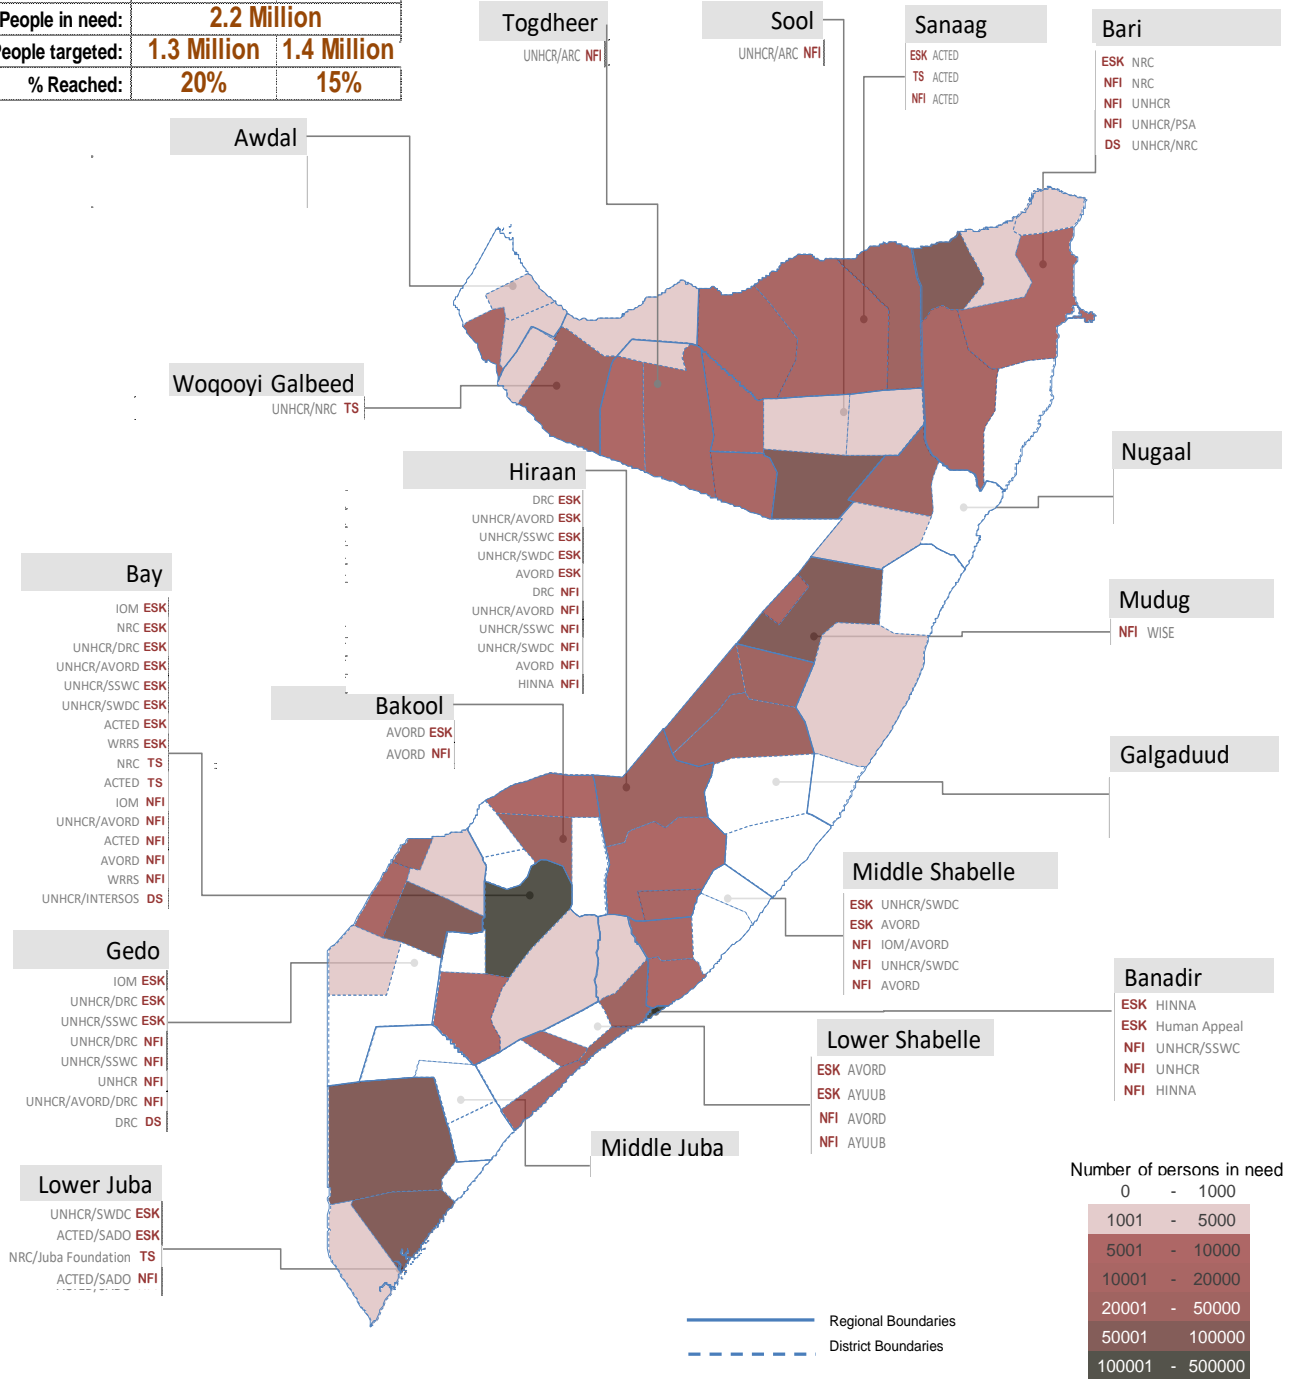 People in need: 2.2 Million
People targeted: 1.3 Million 1.4 Million
% Reached: 20% 15%
Togdheer
UNHCR/ARC NFI
Sool
UNHCR/ARC NFI
Sanaag
ESK ACTED
TS ACTED
NFI ACTED
Bari
ESK NRC
NFI NRC
NFI UNHCR
NFI UNHCR/PSA
DS UNHCR/NRC
Awdal
Woqooyi Galbeed
UNHCR/NRC TS
Hiraan
DRC ESK
UNHCR/AVORD ESK
UNHCR/SSWC ESK
UNHCR/SWDC ESK
AVORD ESK
DRC NFI
UNHCR/AVORD NFI
UNHCR/SSWC NFI
UNHCR/SWDC NFI
AVORD NFI
HINNA NFI
Nugaal
Bay
IOM ESK
NRC ESK
UNHCR/DRC ESK
UNHCR/AVORD ESK
UNHCR/SSWC ESK
UNHCR/SWDC ESK
ACTED ESK
WRRS ESK
NRC TS
ACTED TS
IOM NFI
UNHCR/AVORD NFI
ACTED NFI
AVORD NFI
WRRS NFI
UNHCR/INTERSOS DS
Mudug
NFI WISE
Bakool
AVORD ESK
AVORD NFI
Galgaduud
Middle Shabelle
ESK UNHCR/SWDC
ESK AVORD
NFI IOM/AVORD
NFI UNHCR/SWDC
NFI AVORD
Gedo
IOM ESK
UNHCR/DRC ESK
UNHCR/SSWC ESK
UNHCR/DRC NFI
UNHCR/SSWC NFI
UNHCR NFI
UNHCR/AVORD/DRC NFI
DRC DS
Banadir
ESK HINNA
ESK Human Appeal
NFI UNHCR/SSWC
NFI UNHCR
NFI HINNA
Lower Shabelle
ESK AVORD
ESK AYUUB
NFI AVORD
NFI AYUUB
Middle Juba
Lower Juba
UNHCR/SWDC ESK
ACTED/SADO ESK
NRC/Juba Foundation TS
ACTED/SADO NFI
Number of persons in need
0 - 1000
1001 - 5000
5001 - 10000
10001 - 20000
20001 - 50000
50001 100000
100001 - 500000
Regional Boundaries
District Boundaries